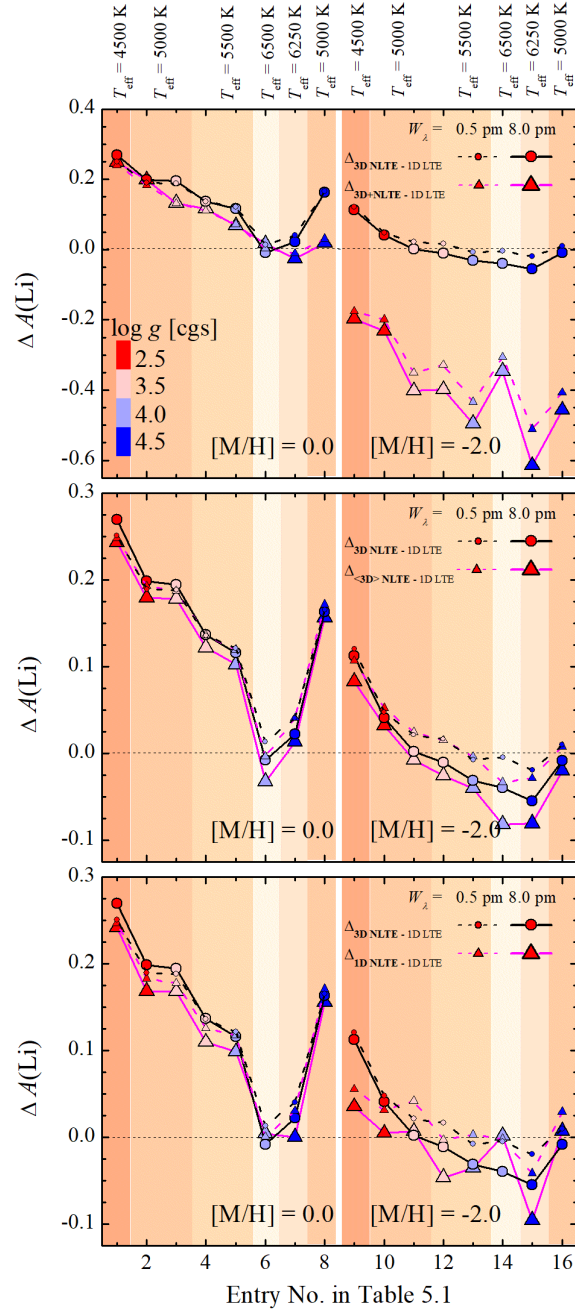 T_eff = 4500 K
T_eff = 5000 K
T_eff = 5500 K
T_eff = 6500 K
T_eff = 6250 K
T_eff = 5000 K
T_eff = 4500 K
T_eff = 5000 K
T_eff = 5500 K
T_eff = 6500 K
T_eff = 6250 K
T_eff = 5000 K
0.4
0.2
0.0
-0.2
-0.4
-0.6
Δ A(Li)
W_λ = 0.5 pm 8.0 pm
Δ_3D NLTE - 1D LTE
Δ_3D+NLTE - 1D LTE
log g [cgs]
2.5
3.5
4.0
4.5
[M/H] = 0.0
[M/H] = -2.0
0.3
0.2
0.1
0.0
-0.1
Δ A(Li)
W_λ = 0.5 pm 8.0 pm
Δ_3D NLTE - 1D LTE
Δ_<3D> NLTE - 1D LTE
[M/H] = 0.0
[M/H] = -2.0
0.3
0.2
0.1
0.0
-0.1
Δ A(Li)
W_λ = 0.5 pm 8.0 pm
Δ_3D NLTE - 1D LTE
Δ_1D NLTE - 1D LTE
[M/H] = 0.0
[M/H] = -2.0
2 4 6 8 10 12 14 16
Entry No. in Table 5.1